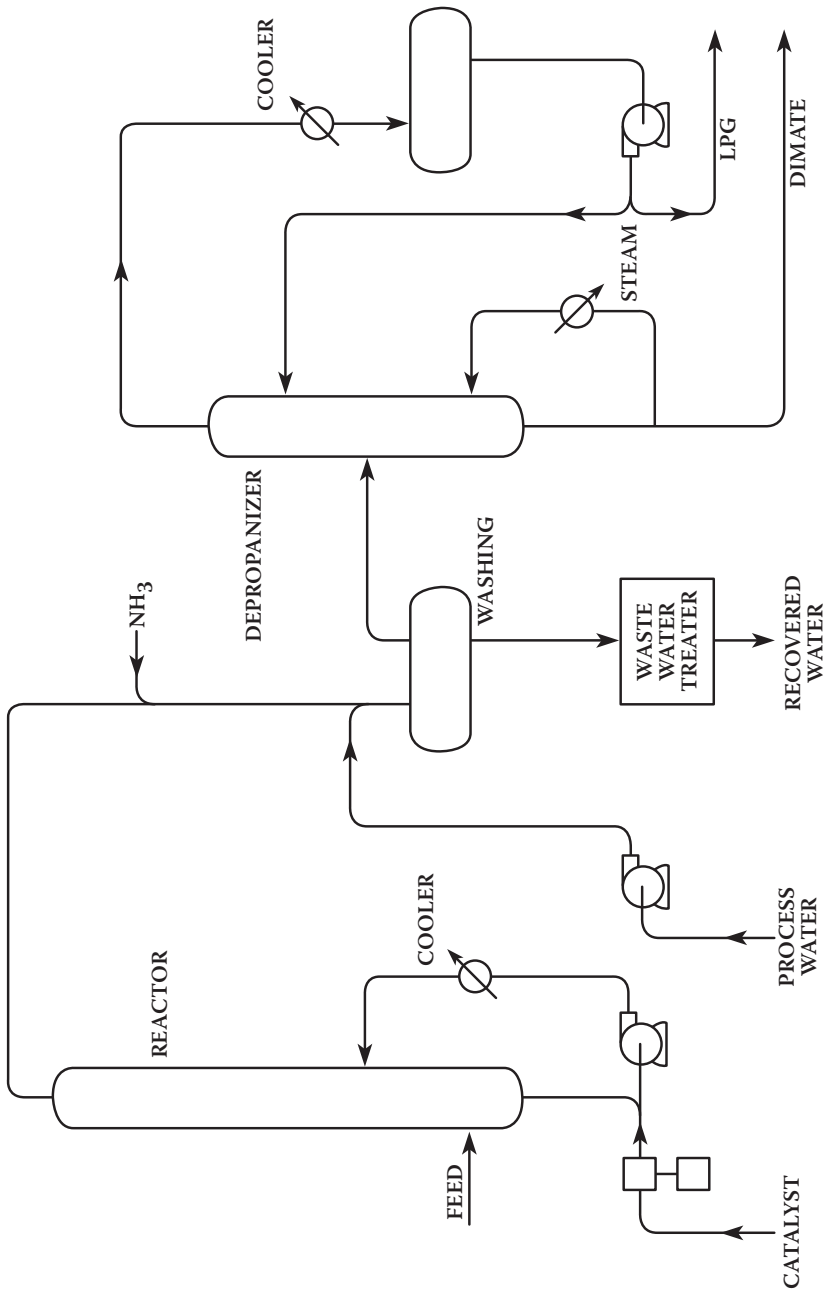 REACTOR
FEED
COOLER
CATALYST
PROCESS
WATER
NH3
WASHING
WASTE
WATER
TREATER
RECOVERED
WATER
DEPROPANIZER
COOLER
STEAM
LPG
DIMATE